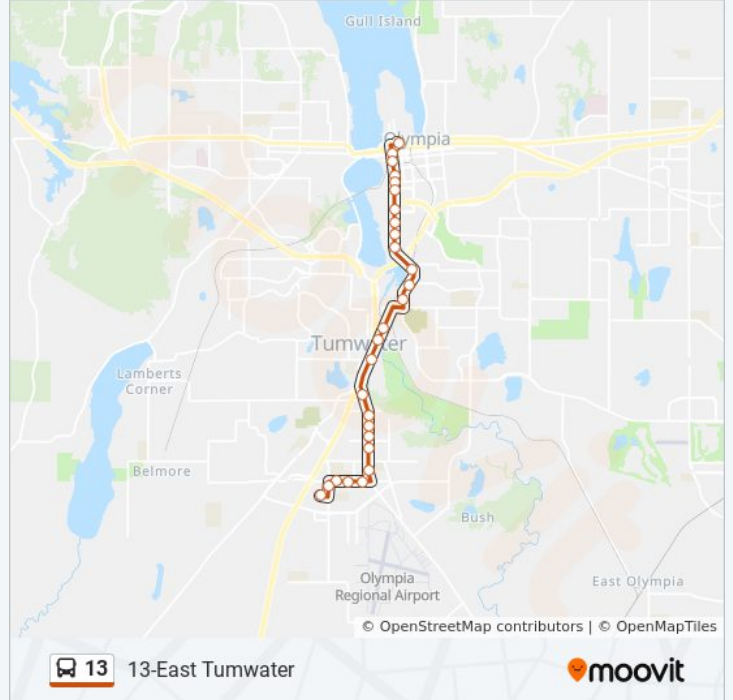 Gull Island
Olympia
Tumwater
Lamberts
Corner
Belmore
Bush
Olympia
Regional Airport
East Olympia
© OpenStreetMap contributors | © OpenMapTiles
13 13-East Tumwater
moovit